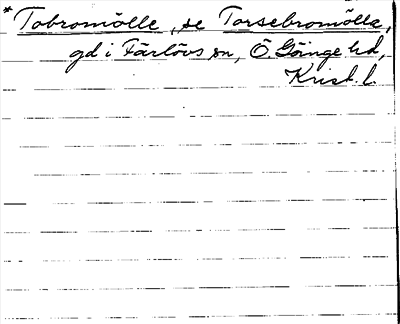 * Tobromölle, se Torsebromölla,
gd i Färlövs sn, Ö. Göinge hd,
Krist. l.